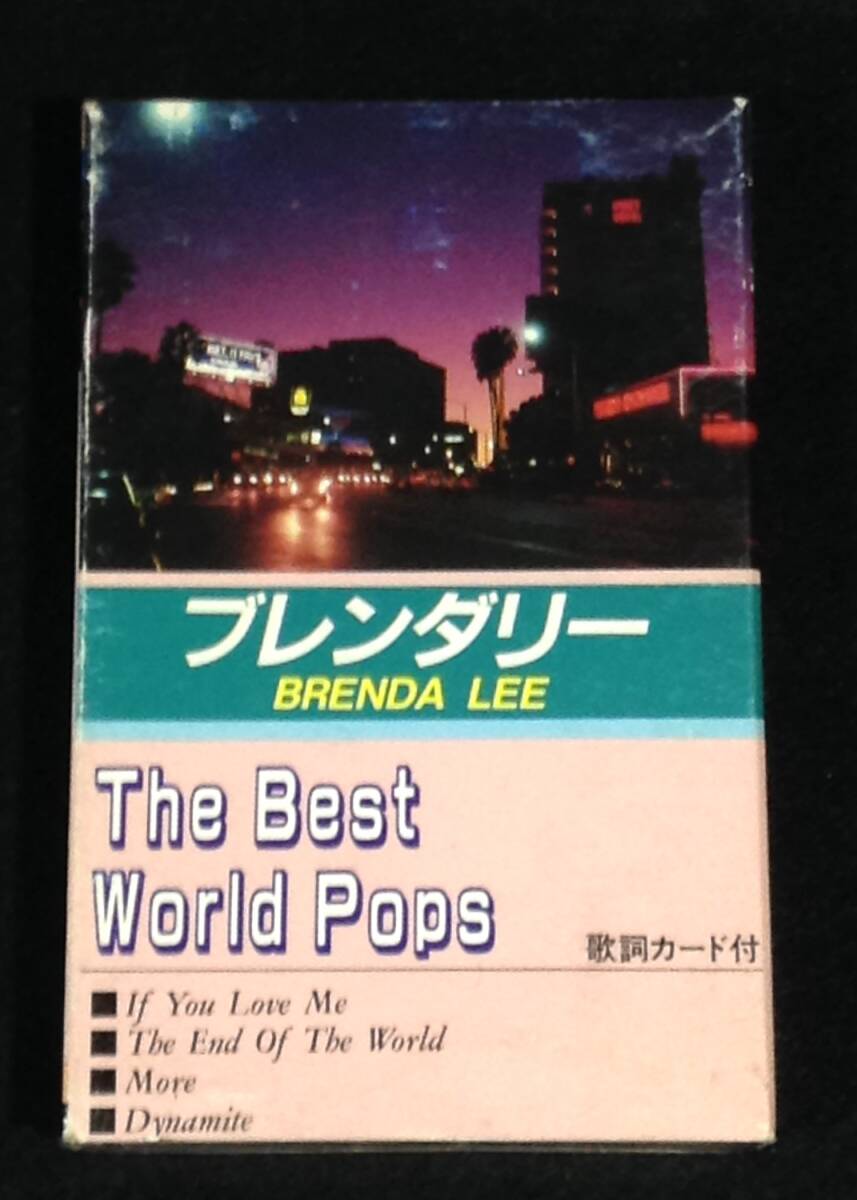 ブレンダリー
BRENDA LEE
The Best
World Pops
歌詞カード付
■ If You Love Me
■ The End Of The World
■ More
■ Dynamite